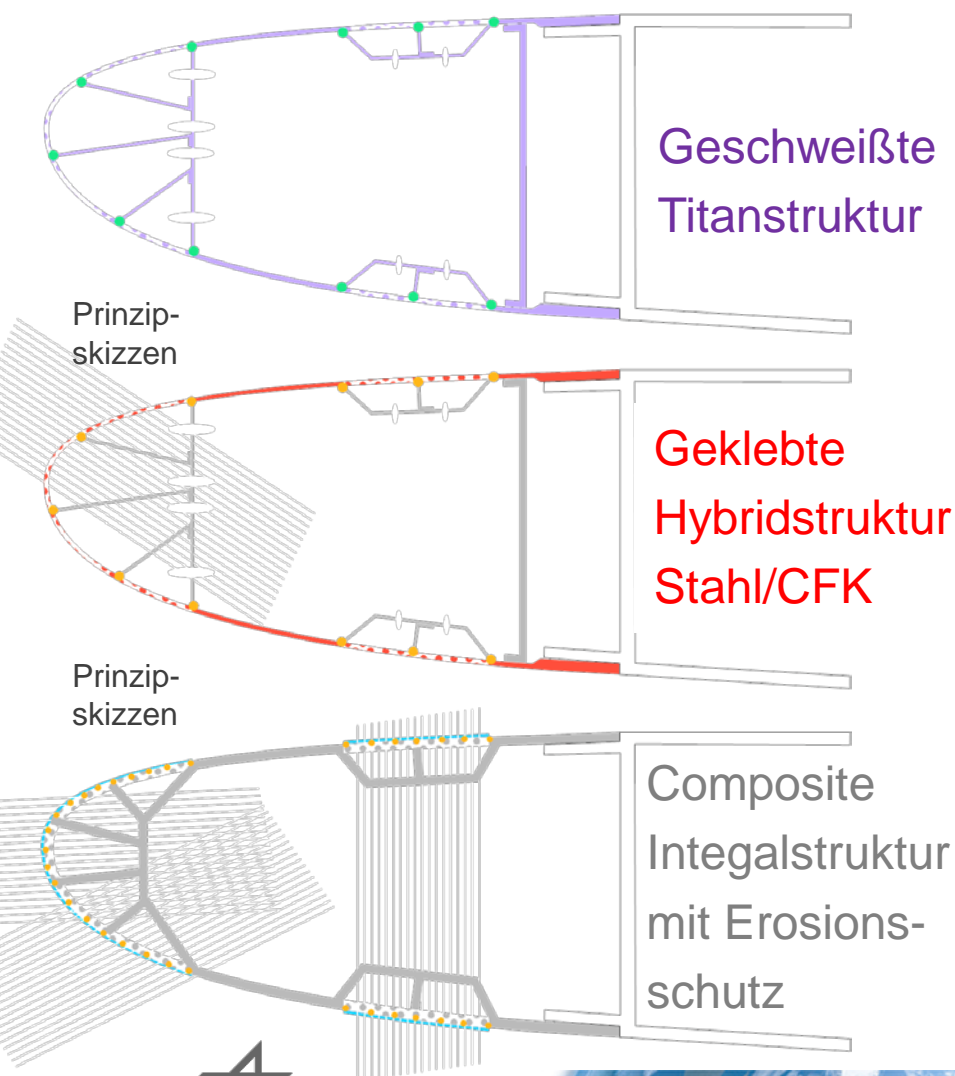 Geschweißte
Titanstruktur
Prinzip-
skizzen
Geklebte
Hybridstruktur
Stahl/CFK
Prinzip-
skizzen
Composite
Integalstruktur
mit Erosions-
schutz